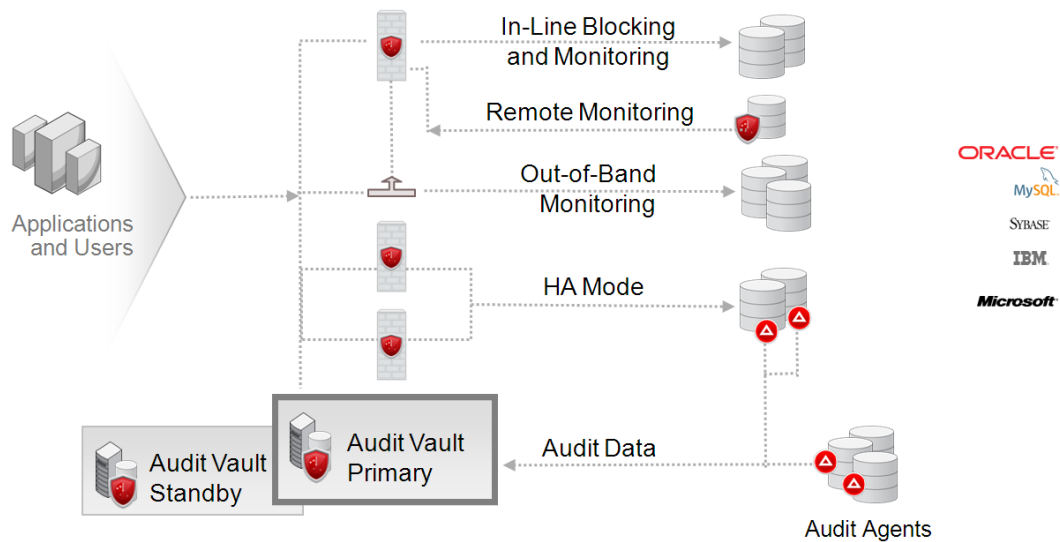 In-Line Blocking
and Monitoring
Remote Monitoring
Out-of-Band
Monitoring
HA Mode
Applications
and Users
ORACLE
MySQL
SYBASE
IBM
Microsoft
Audit Vault
Standby
Audit Vault
Primary
Audit Data
Audit Agents